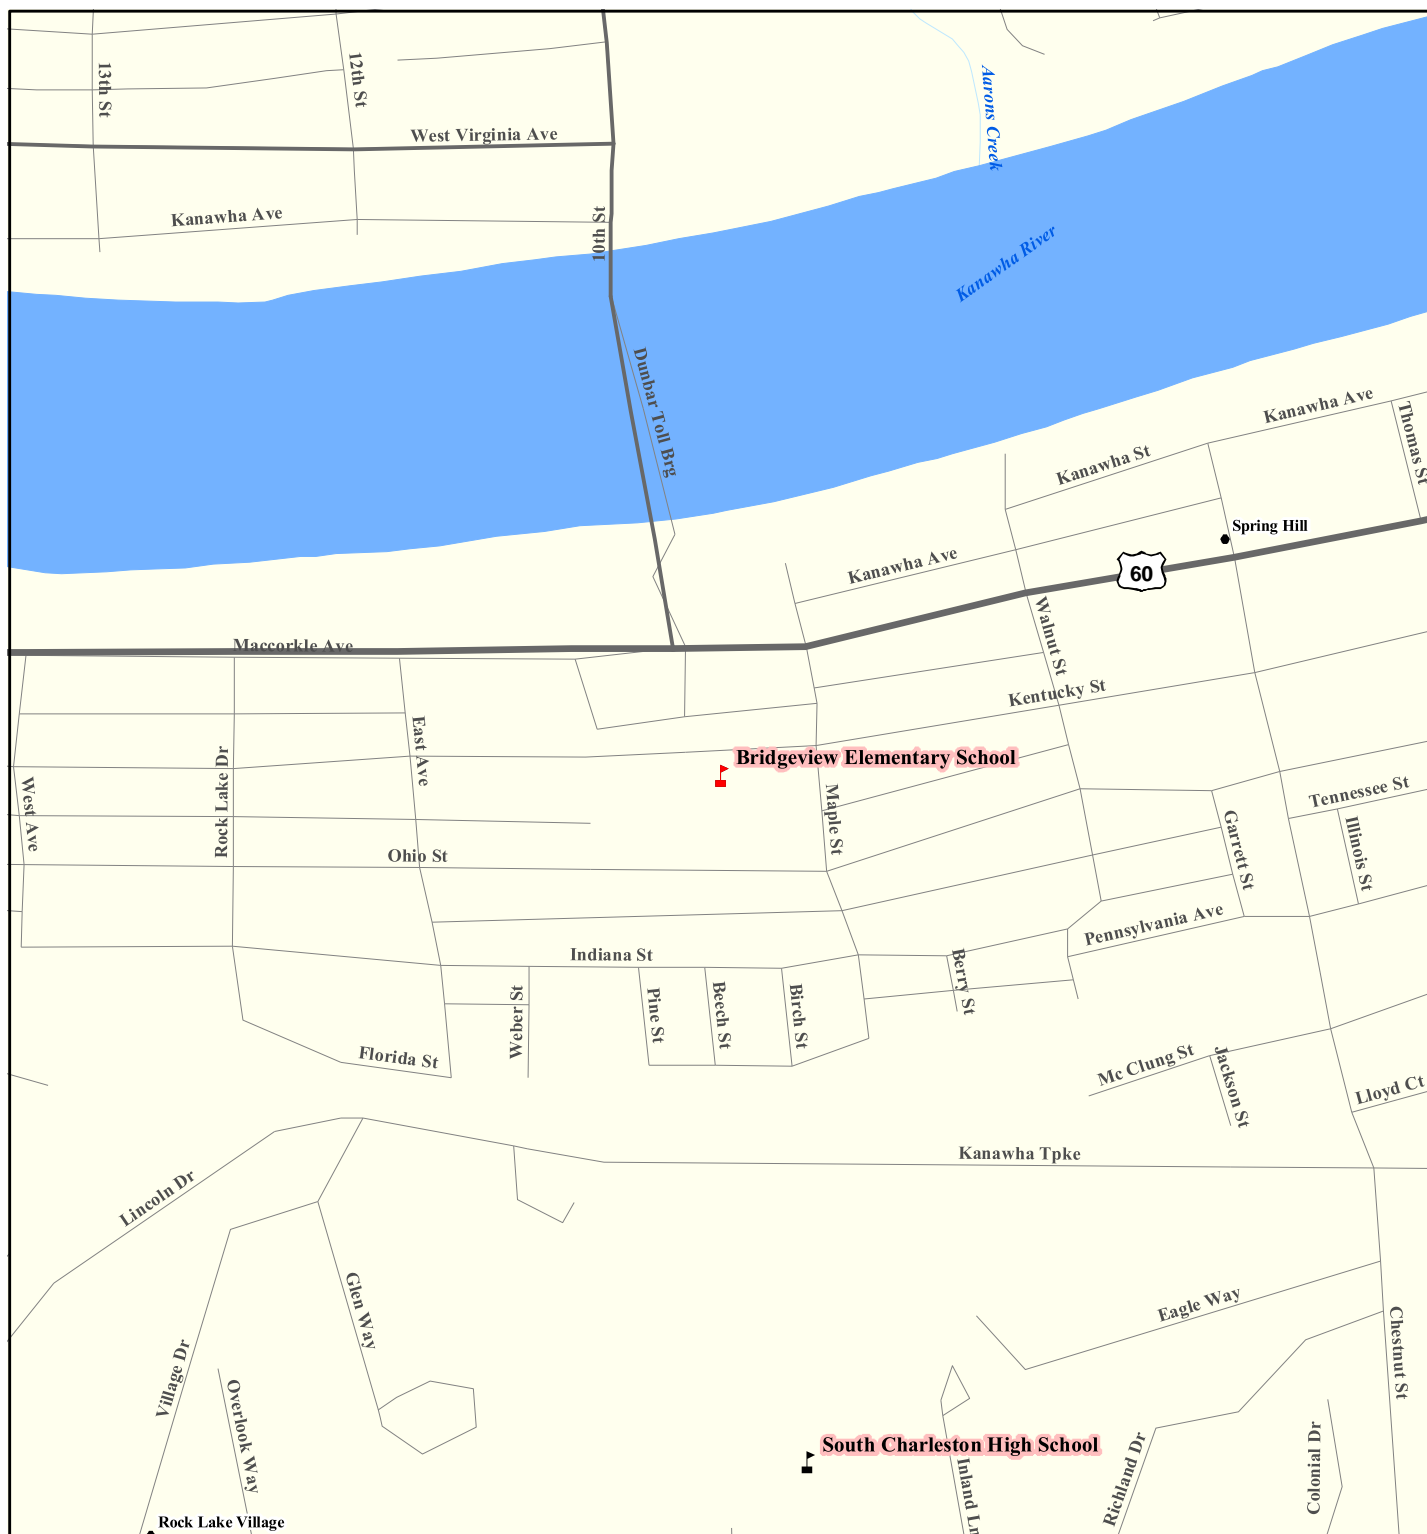 13th St
12th St
Aarons Creek
West Virginia Ave
Kanawha Ave
10th St
Kanawha River
Dunbar Toll Brg
Kanawha Ave
Thomas St
Kanawha St
Spring Hill
Kanawha Ave
60
Walnut St
Maccorkle Ave
Kentucky St
East Ave
Rock Lake Dr
Bridgeview Elementary School
West Ave
Maple St
Tennessee St
Garrett St
Illinois St
Ohio St
Pennsylvania Ave
Indiana St
Berry St
Weber St
Pine St
Beech St
Birch St
Florida St
Mc Clung St
Jackson St
Lloyd Ct
Kanawha Tpke
Lincoln Dr
Glen Way
Eagle Way
Chestnut St
Village Dr
Overlook Way
South Charleston High School
Inland Ln
Richland Dr
Colonial Dr
Rock Lake Village